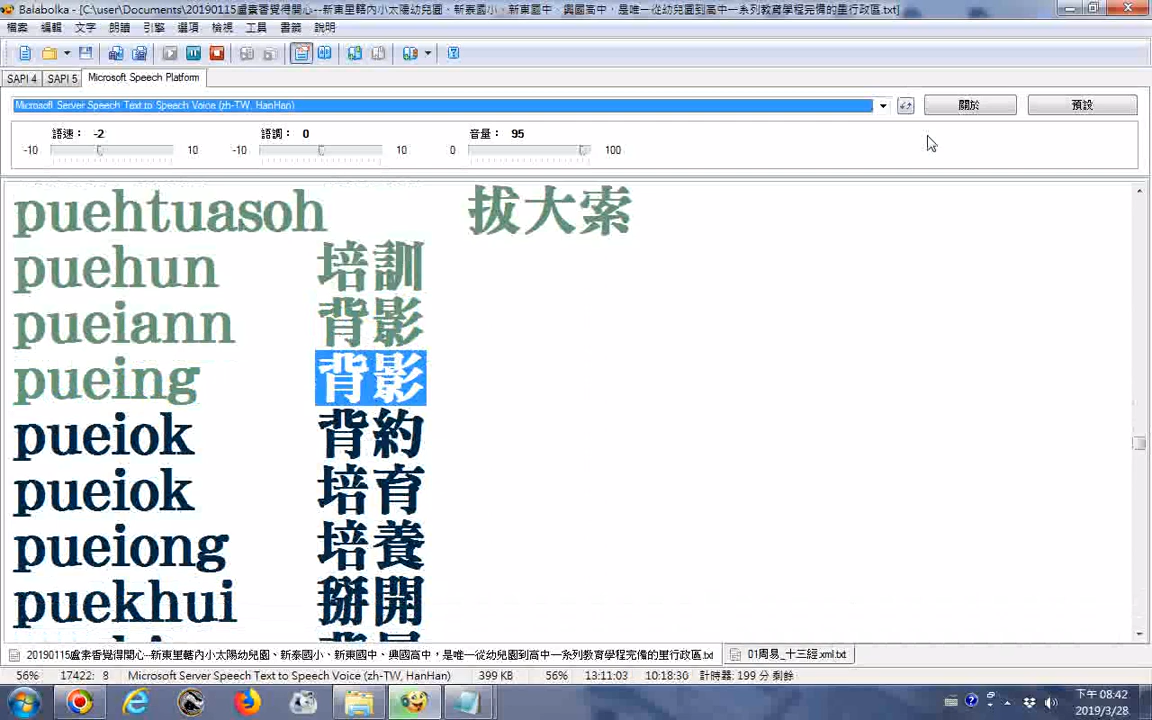 Balabolka - [C:\user\Documents\20190115盧素香覺得開心--新東里轄內小太陽幼兒園、新泰國小、新東國中、興國高中，是唯一從幼兒園到高中一系列教育學程完備的里行政區.txt]
檔案 編輯 文字 朗讀 引擎 選項 檢視 工具 書籤 說明
SAPI 4 SAPI 5 Microsoft Speech Platform
Microsoft Server Speech Text to Speech Voice (zh-TW, HanHan) 關於 預設
語速： -2 語調： 0 音量： 95
-10 10 -10 10 0 100
puehtuasoh 拔大索
puehun 培訓
pueiann 背影
pueing 背影
pueiok 背約
pueiok 培育
pueiong 培養
puekhui 掰開
20190115盧素香覺得開心--新東里轄內小太陽幼兒園、新泰國小、新東國中、興國高中，是唯一從幼兒園到高中一系列教育學程完備的里行政區.txt 01周易_十三經.xml.txt
56% 17422: 8 Microsoft Server Speech Text to Speech Voice (zh-TW, HanHan) 399 KB 56% 13:11:03 10:18:30 計時器: 199 分 剩餘
下午 08:42
2019/3/28